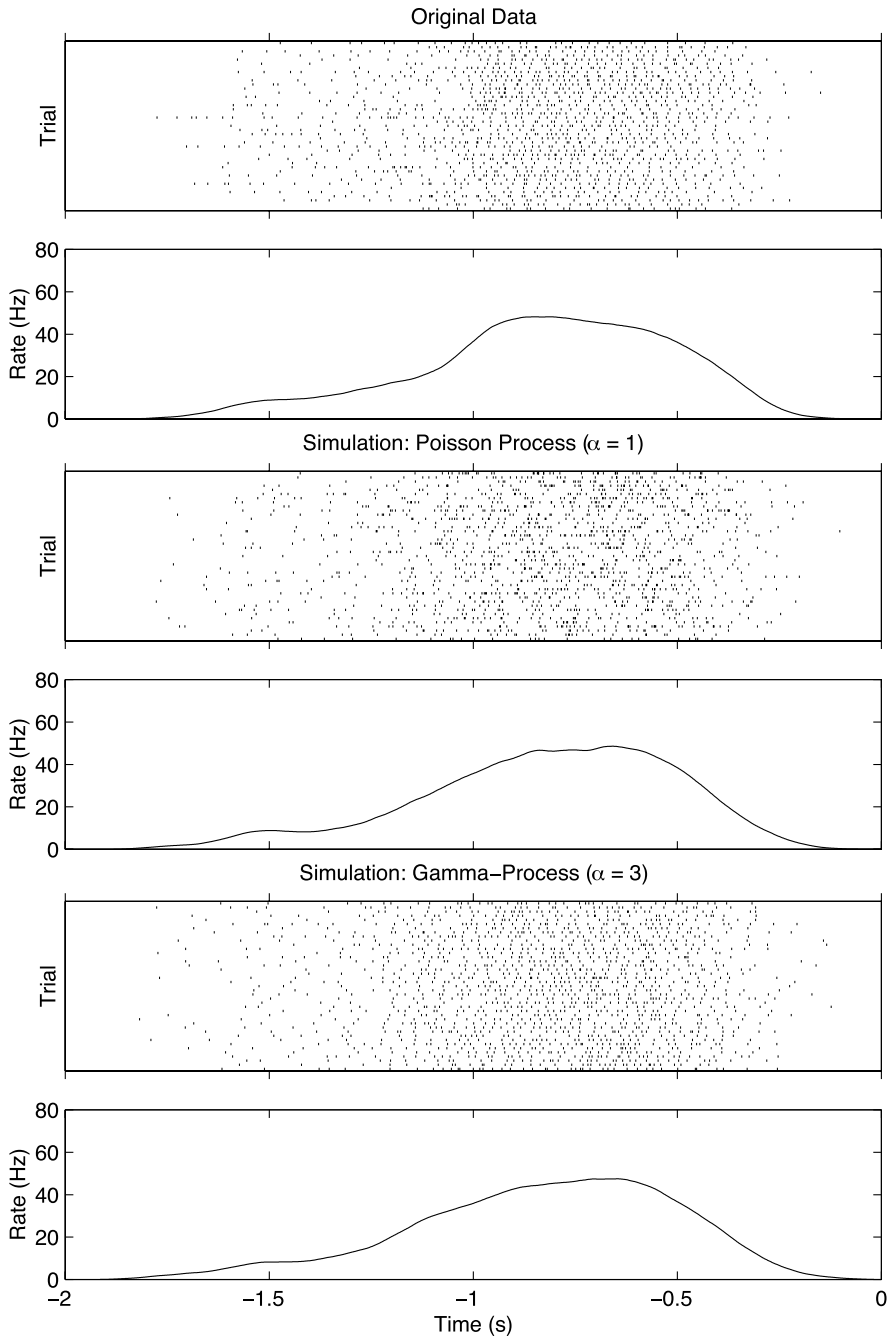 Original Data
Trial
80
60
40
20
0
Rate (Hz)
Simulation: Poisson Process (α = 1)
Trial
80
60
40
20
0
Rate (Hz)
Simulation: Gamma−Process (α = 3)
Trial
80
60
40
20
0
Rate (Hz)
−2 −1.5 −1 −0.5 0
Time (s)